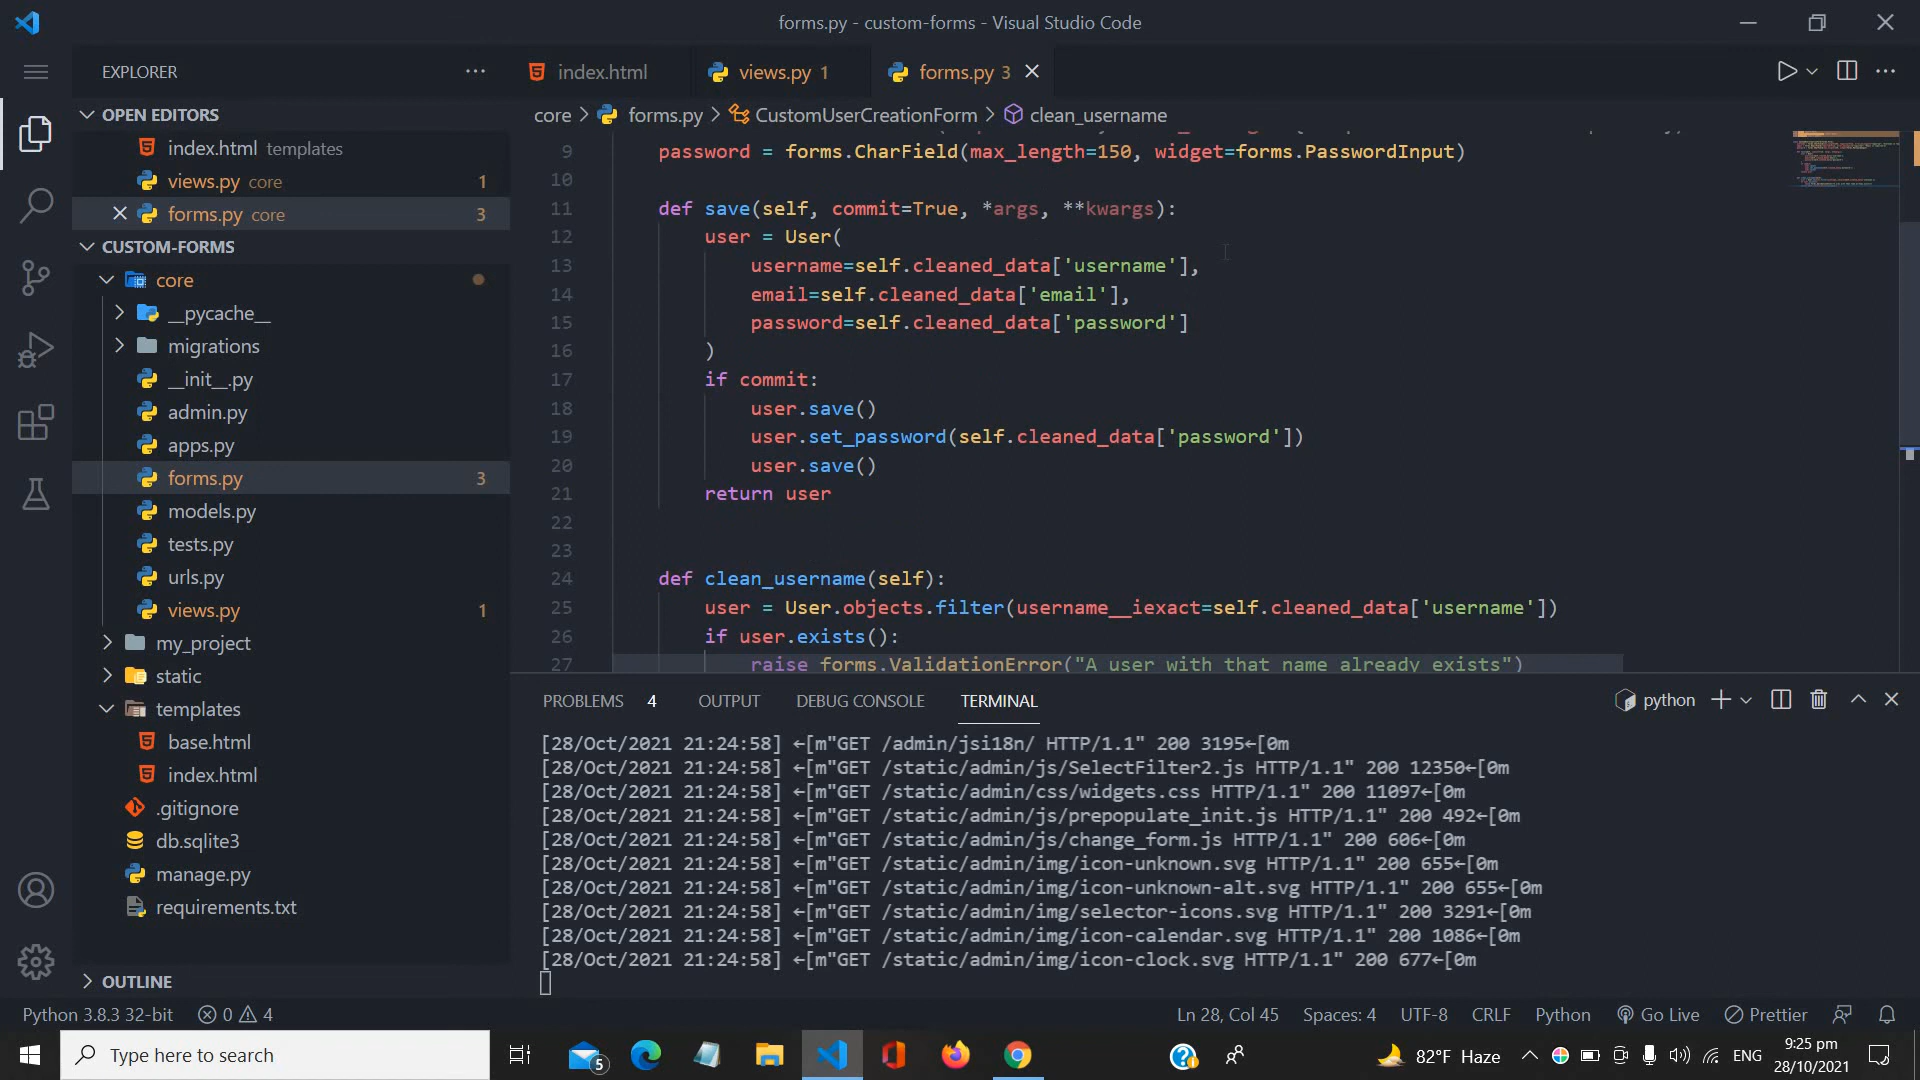 forms.py - custom-forms - Visual Studio Code
EXPLORER
OPEN EDITORS
index.html templates
views.py core 1
forms.py core 3
CUSTOM-FORMS
core
__pycache__
migrations
__init__.py
admin.py
apps.py
forms.py 3
models.py
tests.py
urls.py
views.py 1
my_project
static
templates
base.html
index.html
.gitignore
db.sqlite3
manage.py
requirements.txt
OUTLINE
index.html
views.py 1
forms.py 3
core > forms.py > CustomUserCreationForm > clean_username
9 password = forms.CharField(max_length=150, widget=forms.PasswordInput)
10
11 def save(self, commit=True, *args, **kwargs):
12 user = User(
13 username=self.cleaned_data['username'],
14 email=self.cleaned_data['email'],
15 password=self.cleaned_data['password']
16 )
17 if commit:
18 user.save()
19 user.set_password(self.cleaned_data['password'])
20 user.save()
21 return user
22
23
24 def clean_username(self):
25 user = User.objects.filter(username__iexact=self.cleaned_data['username'])
26 if user.exists():
27 raise forms.ValidationError("A user with that name already exists")
PROBLEMS 4 OUTPUT DEBUG CONSOLE TERMINAL
python
[28/Oct/2021 21:24:58] ←[m"GET /admin/jsi18n/ HTTP/1.1" 200 3195←[0m
[28/Oct/2021 21:24:58] ←[m"GET /static/admin/js/SelectFilter2.js HTTP/1.1" 200 12350←[0m
[28/Oct/2021 21:24:58] ←[m"GET /static/admin/css/widgets.css HTTP/1.1" 200 11097←[0m
[28/Oct/2021 21:24:58] ←[m"GET /static/admin/js/prepopulate_init.js HTTP/1.1" 200 492←[0m
[28/Oct/2021 21:24:58] ←[m"GET /static/admin/js/change_form.js HTTP/1.1" 200 606←[0m
[28/Oct/2021 21:24:58] ←[m"GET /static/admin/img/icon-unknown.svg HTTP/1.1" 200 655←[0m
[28/Oct/2021 21:24:58] ←[m"GET /static/admin/img/icon-unknown-alt.svg HTTP/1.1" 200 655←[0m
[28/Oct/2021 21:24:58] ←[m"GET /static/admin/img/selector-icons.svg HTTP/1.1" 200 3291←[0m
[28/Oct/2021 21:24:58] ←[m"GET /static/admin/img/icon-calendar.svg HTTP/1.1" 200 1086←[0m
[28/Oct/2021 21:24:58] ←[m"GET /static/admin/img/icon-clock.svg HTTP/1.1" 200 677←[0m
Python 3.8.3 32-bit 0 4 Ln 28, Col 45 Spaces: 4 UTF-8 CRLF Python Go Live Prettier
Type here to search
5
82°F Haze
ENG
9:25 pm
28/10/2021